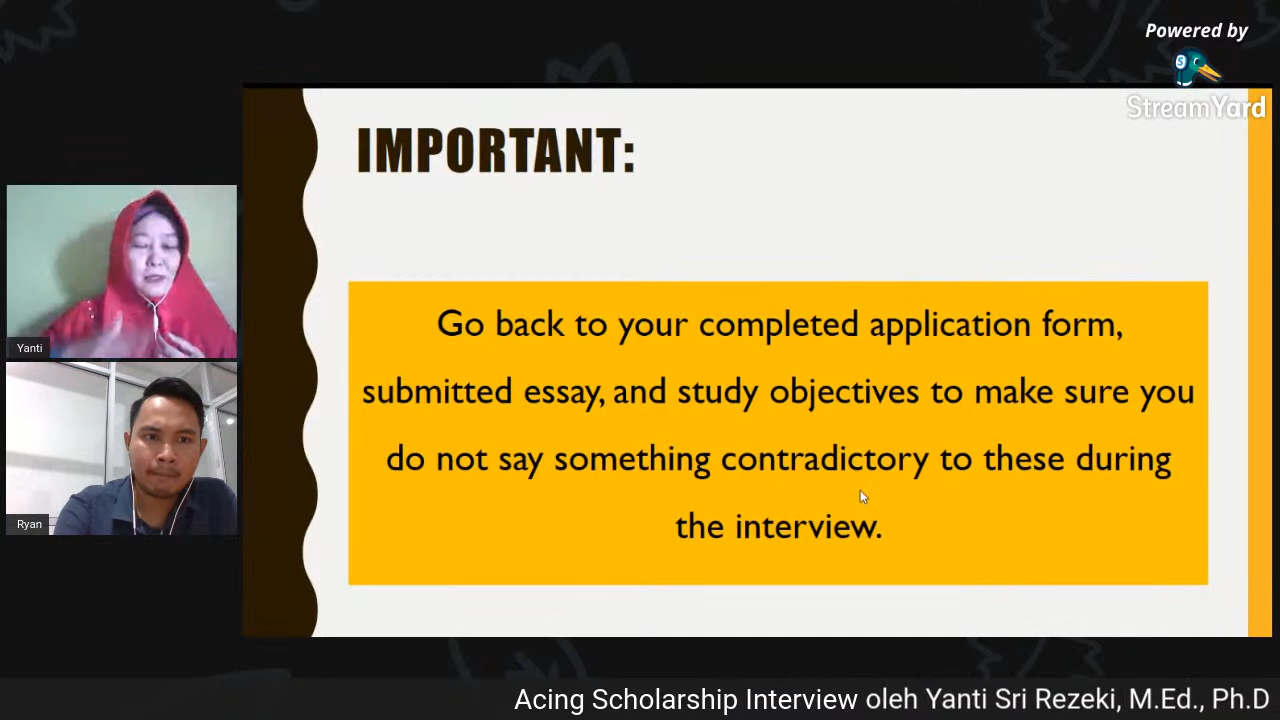 Powered by
StreamYard
IMPORTANT:
Go back to your completed application form,
submitted essay, and study objectives to make sure you
do not say something contradictory to these during
the interview.
Yanti
Ryan
Acing Scholarship Interview oleh Yanti Sri Rezeki, M.Ed., Ph.D